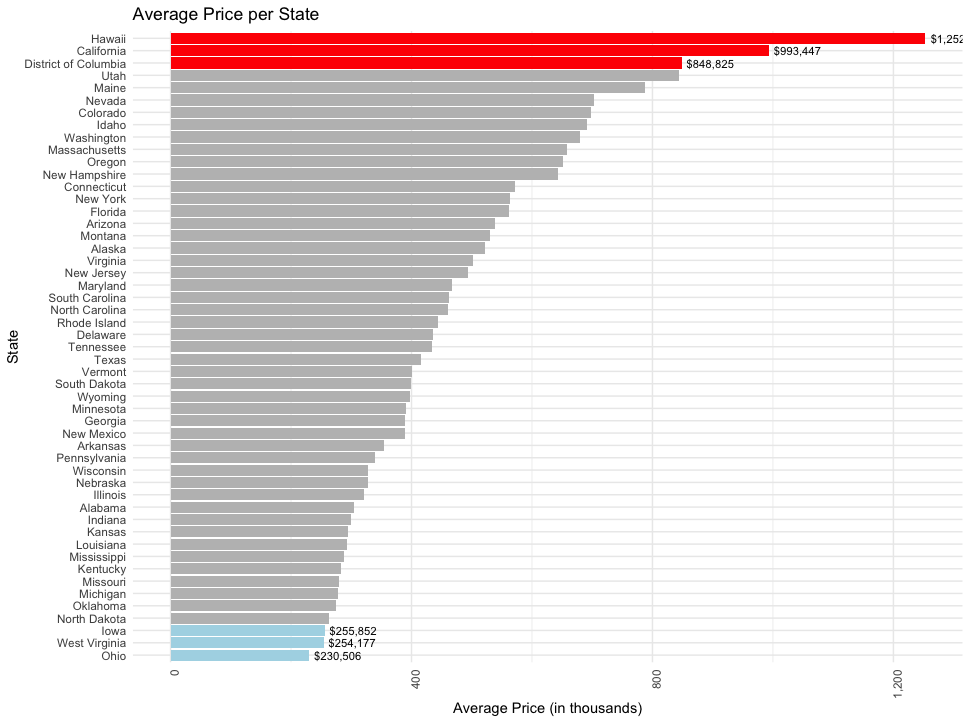 Average Price per State
State
Hawaii $1,252
California $993,447
District of Columbia $848,825
Utah
Maine
Nevada
Colorado
Idaho
Washington
Massachusetts
Oregon
New Hampshire
Connecticut
New York
Florida
Arizona
Montana
Alaska
Virginia
New Jersey
Maryland
South Carolina
North Carolina
Rhode Island
Delaware
Tennessee
Texas
Vermont
South Dakota
Wyoming
Minnesota
Georgia
New Mexico
Arkansas
Pennsylvania
Wisconsin
Nebraska
Illinois
Alabama
Indiana
Kansas
Louisiana
Mississippi
Kentucky
Missouri
Michigan
Oklahoma
North Dakota
Iowa $255,852
West Virginia $254,177
Ohio $230,506
0 400 800 1,200
Average Price (in thousands)